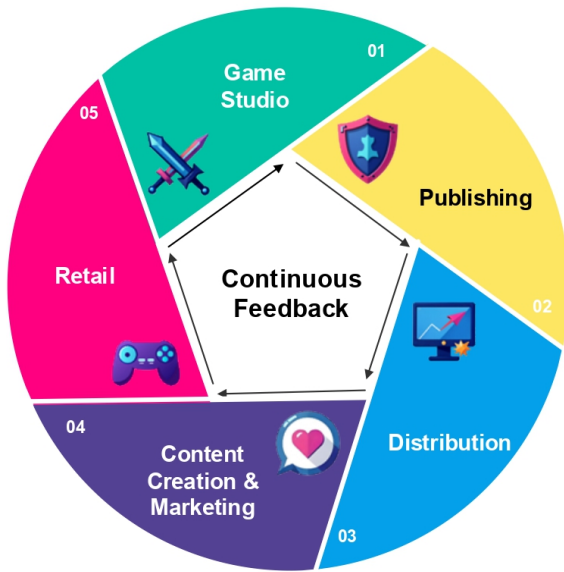 01
Game
Studio
Publishing
02
Distribution
03
04
Content
Creation &
Marketing
05
Retail
Continuous
Feedback